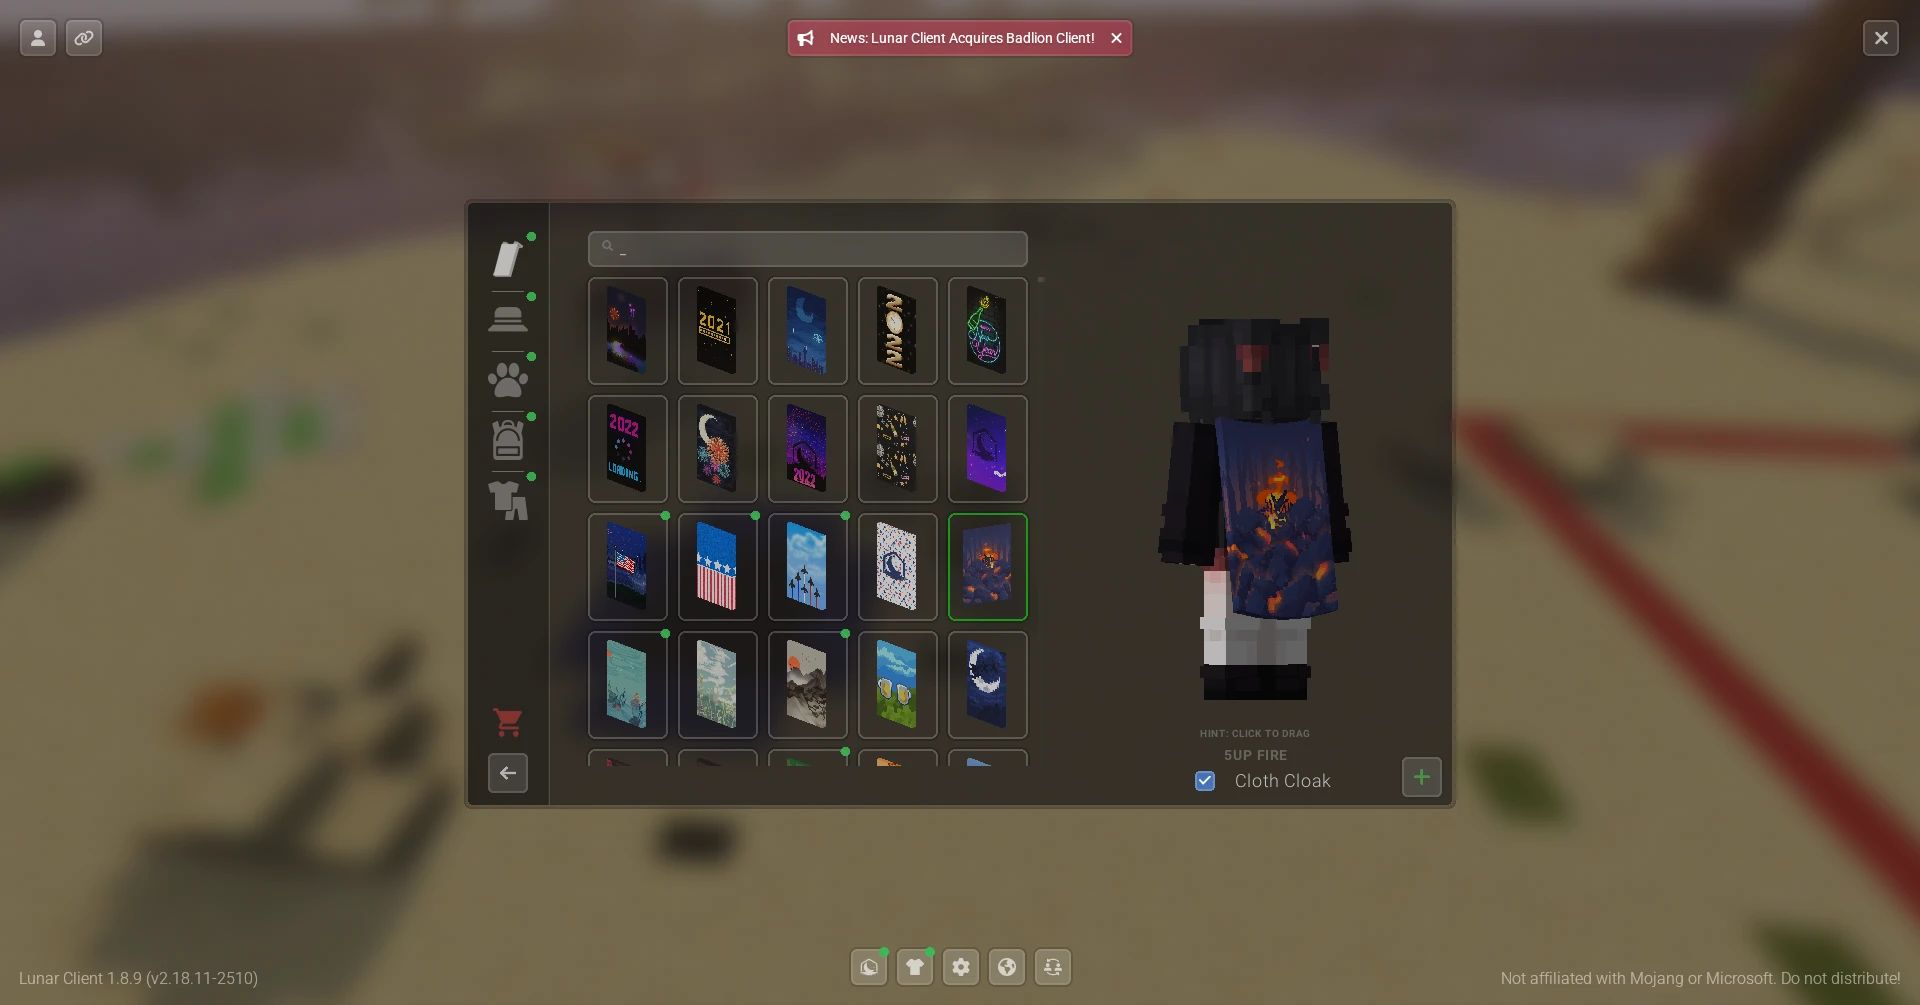 News: Lunar Client Acquires Badlion Client!
2021
2022
2022
LOADING
2022
HINT: CLICK TO DRAG
5UP FIRE
Cloth Cloak
Lunar Client 1.8.9 (v2.18.11-2510)
Not affiliated with Mojang or Microsoft. Do not distribute!